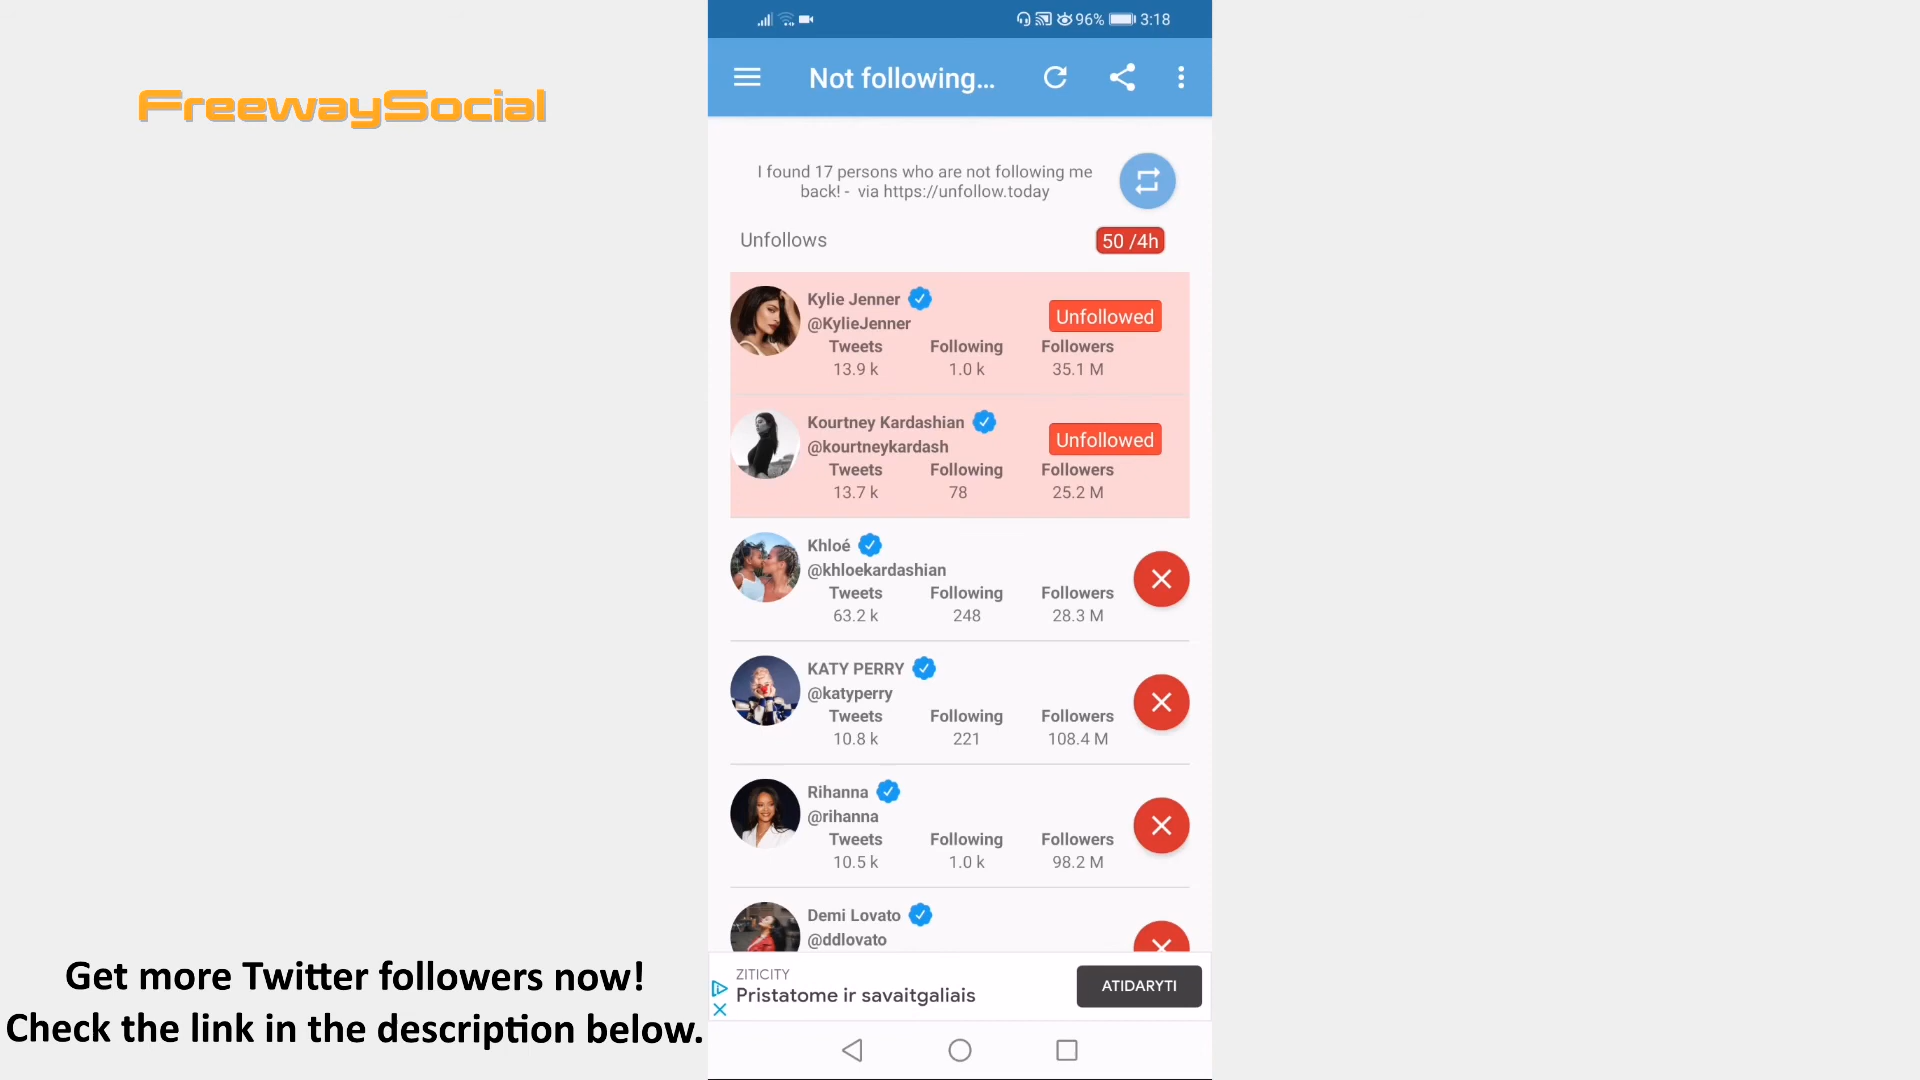 FreewaySocial
96% 3:18
Not following...
I found 17 persons who are not following me
back! - via https://unfollow.today
Unfollows
50 /4h
Kylie Jenner
@KylieJenner
Unfollowed
Tweets Following Followers
13.9 k 1.0 k 35.1 M
Kourtney Kardashian
@kourtneykardash
Unfollowed
Tweets Following Followers
13.7 k 78 25.2 M
Khloé
@khloekardashian
Tweets Following Followers
63.2 k 248 28.3 M
KATY PERRY
@katyperry
Tweets Following Followers
10.8 k 221 108.4 M
Rihanna
@rihanna
Tweets Following Followers
10.5 k 1.0 k 98.2 M
Demi Lovato
@ddlovato
ZITICITY
Pristatome ir savaitgaliais
ATIDARYTI
Get more Twitter followers now!
Check the link in the description below.